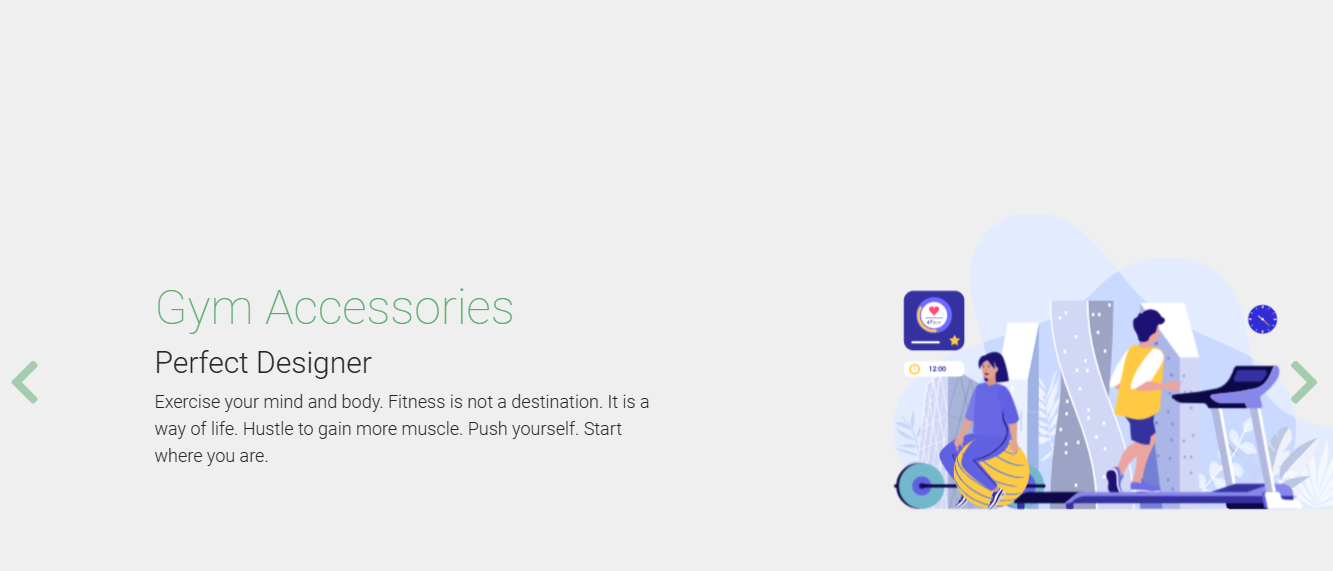 Gym Accessories
Perfect Designer
Exercise your mind and body. Fitness is not a destination. It is a
way of life. Hustle to gain more muscle. Push yourself. Start
where you are.
12:00